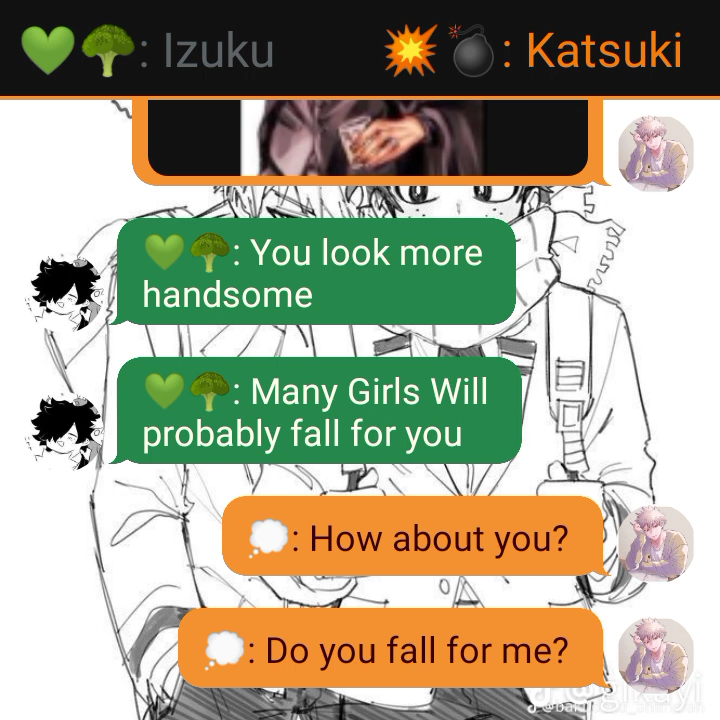 💚🥦: Izuku 💥💣: Katsuki
💚🥦: You look more
handsome
💚🥦: Many Girls Will
probably fall for you
💭: How about you?
💭: Do you fall for me?